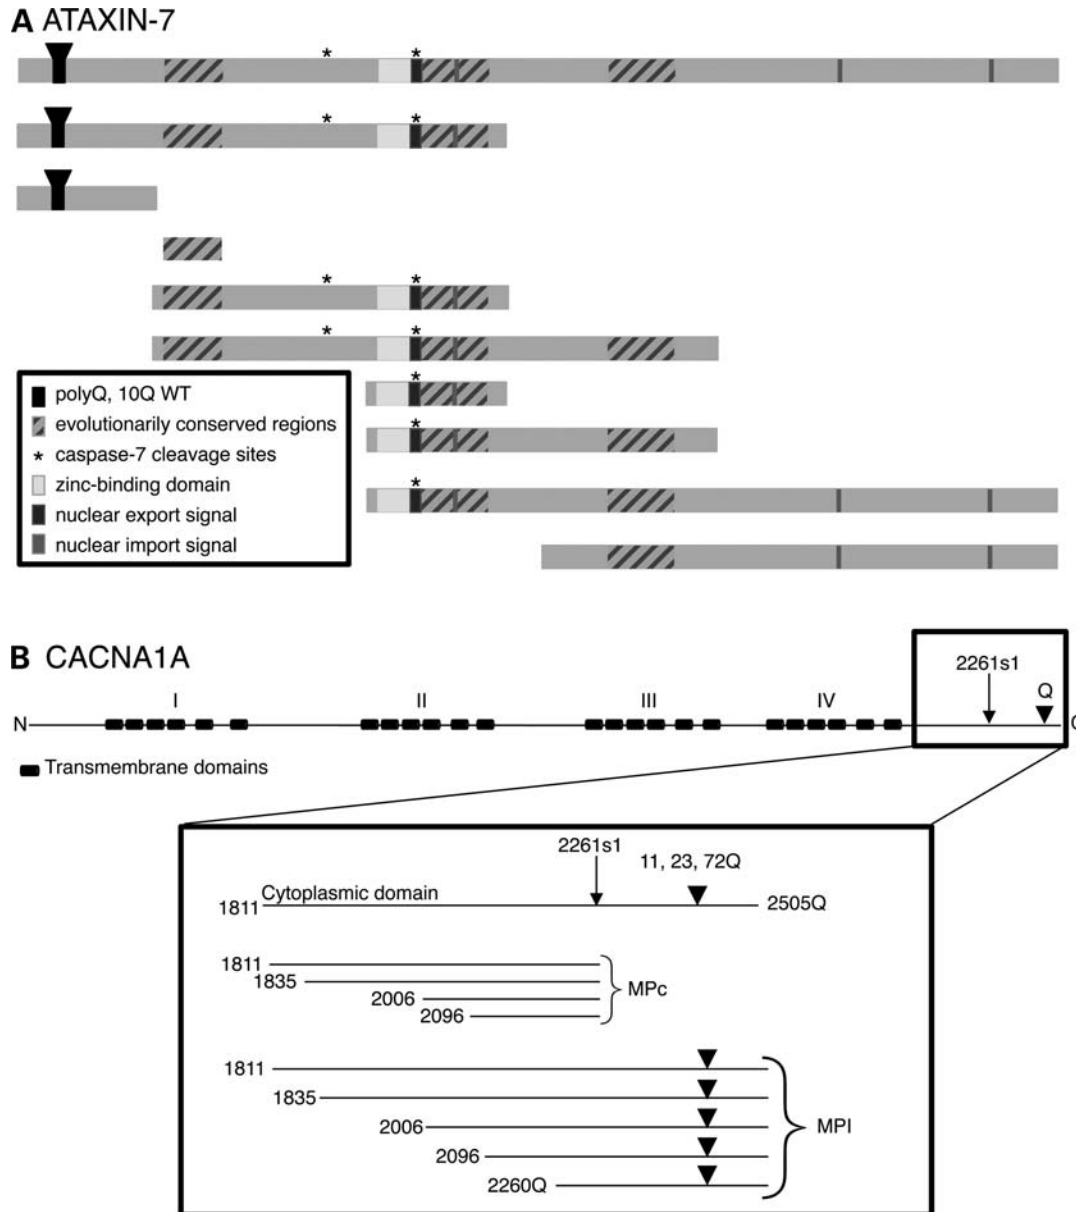 A ATAXIN-7
* *
* *
* *
* *
*
*
*
polyQ, 10Q WT
evolutionarily conserved regions
* caspase-7 cleavage sites
zinc-binding domain
nuclear export signal
nuclear import signal
B CACNA1A
2261s1
I II III IV Q
N C
Transmembrane domains
2261s1
11, 23, 72Q
Cytoplasmic domain
1811 2505Q
1811
1835
MPc
2006
2096
1811
1835
2006 MPI
2096
2260Q